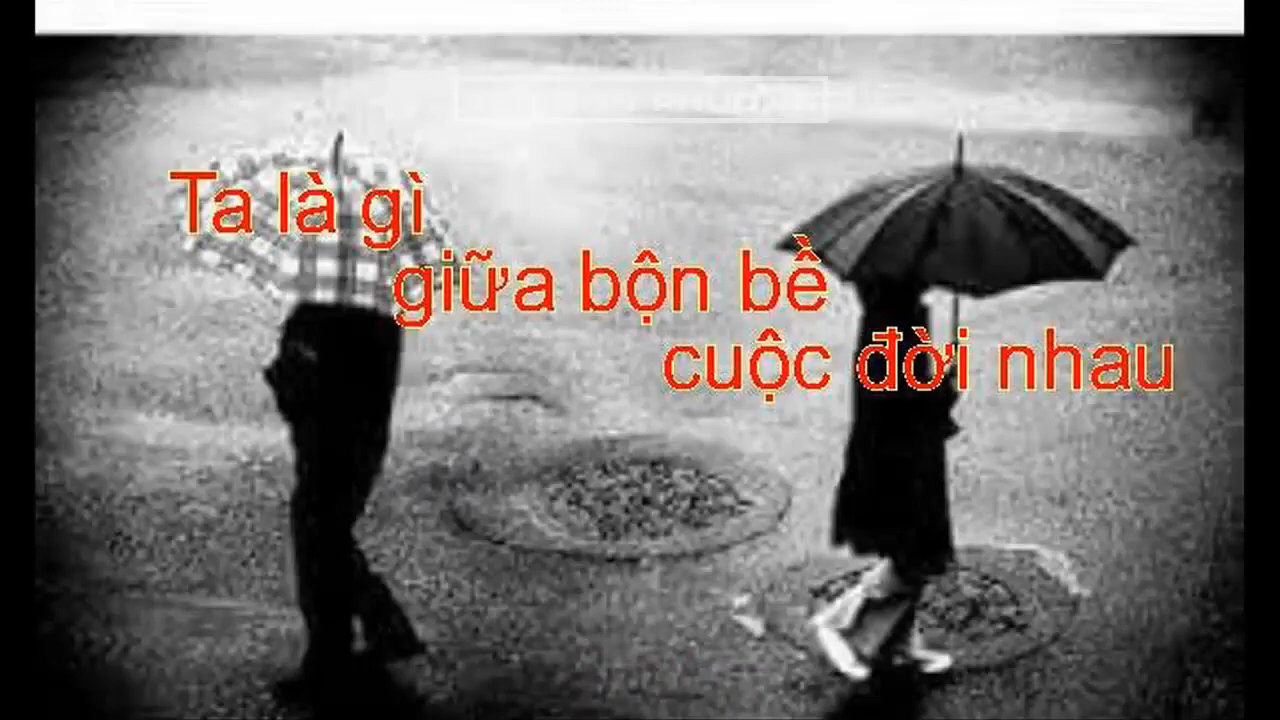 Ta là gì
giữa bộn bề
cuộc đời nhau